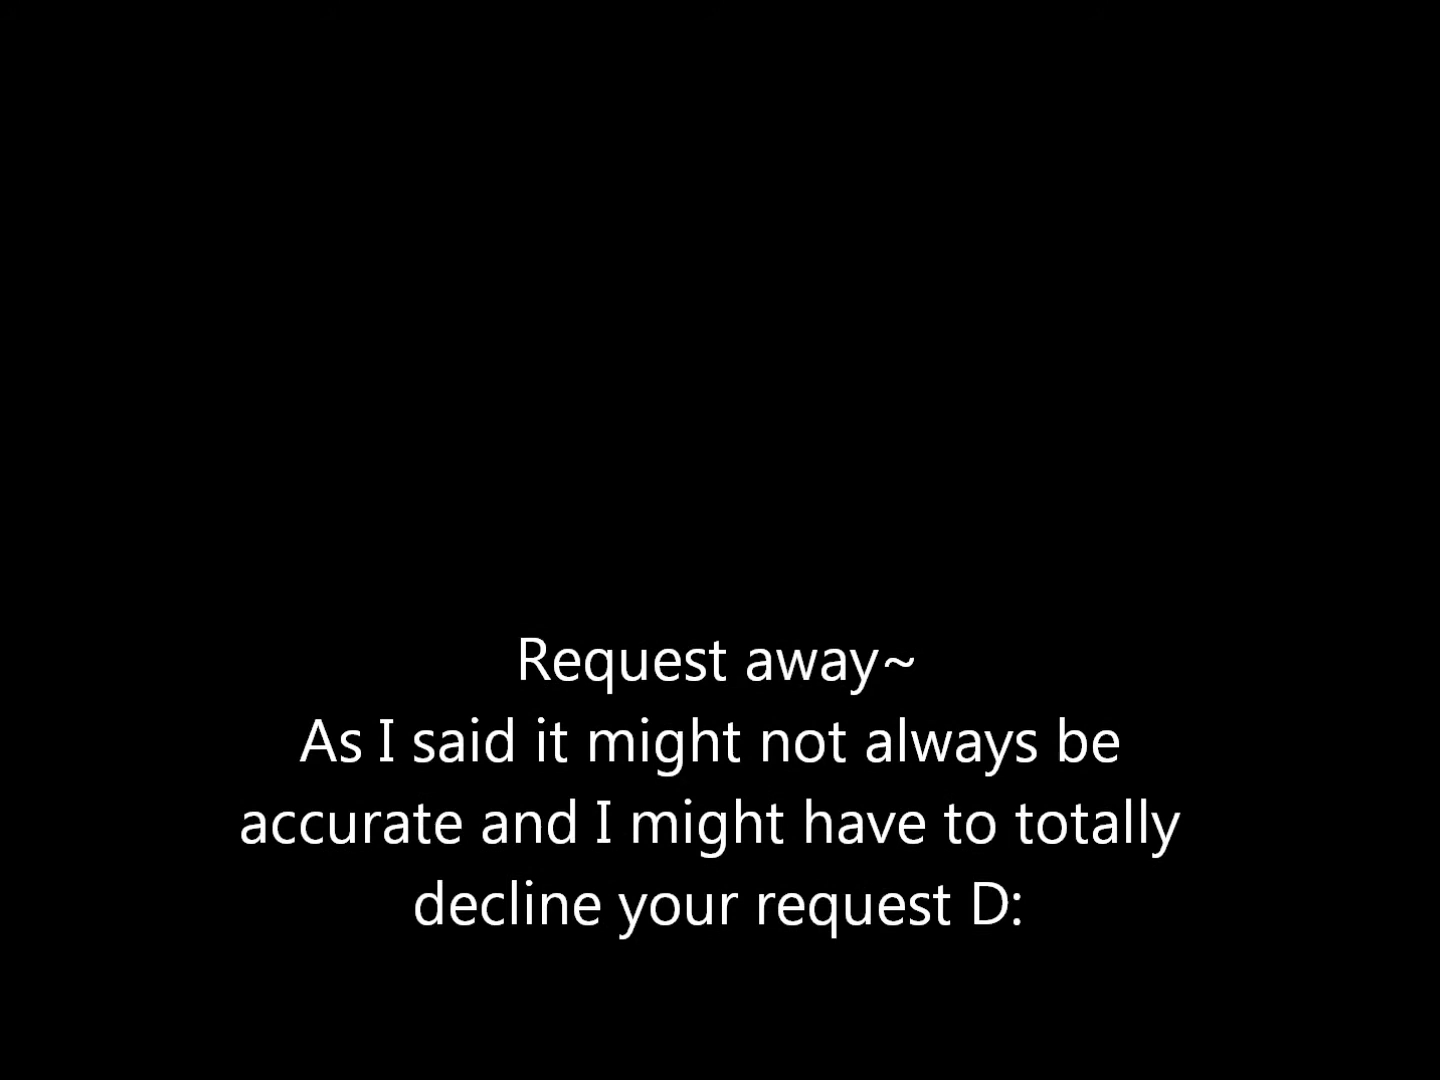 Request away~
As I said it might not always be
accurate and I might have to totally
decline your request D: